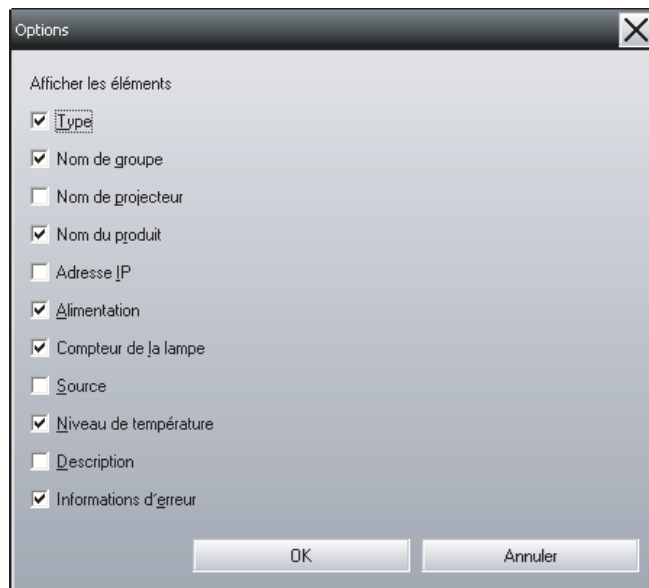 Options
Afficher les éléments
Type
Nom de groupe
Nom de projecteur
Nom du produit
Adresse IP
Alimentation
Compteur de la lampe
Source
Niveau de température
Description
Informations d'erreur
OK Annuler